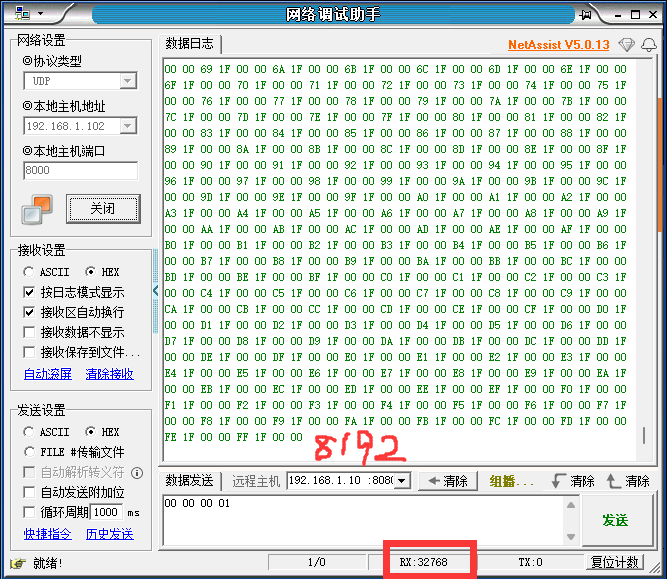 网络调试助手
网络设置
协议类型
UDP
本地主机地址
192.168.1.102
本地主机端口
8000
关闭
接收设置
ASCII HEX
按日志模式显示
接收区自动换行
接收数据不显示
接收保存到文件...
自动滚屏 清除接收
发送设置
ASCII HEX
FILE #传输文件
自动解析转义符
自动发送附加位
循环周期 1000 ms
快捷指令 历史发送
数据日志
NetAssist V5.0.13
00 00 69 1F 00 00 6A 1F 00 00 6B 1F 00 00 6C 1F 00 00 6D 1F 00 00 6E 1F 00 00
6F 1F 00 00 70 1F 00 00 71 1F 00 00 72 1F 00 00 73 1F 00 00 74 1F 00 00 75 1F
00 00 76 1F 00 00 77 1F 00 00 78 1F 00 00 79 1F 00 00 7A 1F 00 00 7B 1F 00 00
7C 1F 00 00 7D 1F 00 00 7E 1F 00 00 7F 1F 00 00 80 1F 00 00 81 1F 00 00 82 1F
00 00 83 1F 00 00 84 1F 00 00 85 1F 00 00 86 1F 00 00 87 1F 00 00 88 1F 00 00
89 1F 00 00 8A 1F 00 00 8B 1F 00 00 8C 1F 00 00 8D 1F 00 00 8E 1F 00 00 8F 1F
00 00 90 1F 00 00 91 1F 00 00 92 1F 00 00 93 1F 00 00 94 1F 00 00 95 1F 00 00
96 1F 00 00 97 1F 00 00 98 1F 00 00 99 1F 00 00 9A 1F 00 00 9B 1F 00 00 9C 1F
00 00 9D 1F 00 00 9E 1F 00 00 9F 1F 00 00 A0 1F 00 00 A1 1F 00 00 A2 1F 00 00
A3 1F 00 00 A4 1F 00 00 A5 1F 00 00 A6 1F 00 00 A7 1F 00 00 A8 1F 00 00 A9 1F
00 00 AA 1F 00 00 AB 1F 00 00 AC 1F 00 00 AD 1F 00 00 AE 1F 00 00 AF 1F 00 00
B0 1F 00 00 B1 1F 00 00 B2 1F 00 00 B3 1F 00 00 B4 1F 00 00 B5 1F 00 00 B6 1F
00 00 B7 1F 00 00 B8 1F 00 00 B9 1F 00 00 BA 1F 00 00 BB 1F 00 00 BC 1F 00 00
BD 1F 00 00 BE 1F 00 00 BF 1F 00 00 C0 1F 00 00 C1 1F 00 00 C2 1F 00 00 C3 1F
00 00 C4 1F 00 00 C5 1F 00 00 C6 1F 00 00 C7 1F 00 00 C8 1F 00 00 C9 1F 00 00
CA 1F 00 00 CB 1F 00 00 CC 1F 00 00 CD 1F 00 00 CE 1F 00 00 CF 1F 00 00 D0 1F
00 00 D1 1F 00 00 D2 1F 00 00 D3 1F 00 00 D4 1F 00 00 D5 1F 00 00 D6 1F 00 00
D7 1F 00 00 D8 1F 00 00 D9 1F 00 00 DA 1F 00 00 DB 1F 00 00 DC 1F 00 00 DD 1F
00 00 DE 1F 00 00 DF 1F 00 00 E0 1F 00 00 E1 1F 00 00 E2 1F 00 00 E3 1F 00 00
E4 1F 00 00 E5 1F 00 00 E6 1F 00 00 E7 1F 00 00 E8 1F 00 00 E9 1F 00 00 EA 1F
00 00 EB 1F 00 00 EC 1F 00 00 ED 1F 00 00 EE 1F 00 00 EF 1F 00 00 F0 1F 00 00
F1 1F 00 00 F2 1F 00 00 F3 1F 00 00 F4 1F 00 00 F5 1F 00 00 F6 1F 00 00 F7 1F
00 00 F8 1F 00 00 F9 1F 00 00 FA 1F 00 00 FB 1F 00 00 FC 1F 00 00 FD 1F 00 00
FE 1F 00 00 FF 1F 00 00
8192
数据发送 远程主机 192.168.1.10 :808 清除 组播... 清除 清除
00 00 00 01
发送
就绪! 1/0 RX:32768 TX:0 复位计数